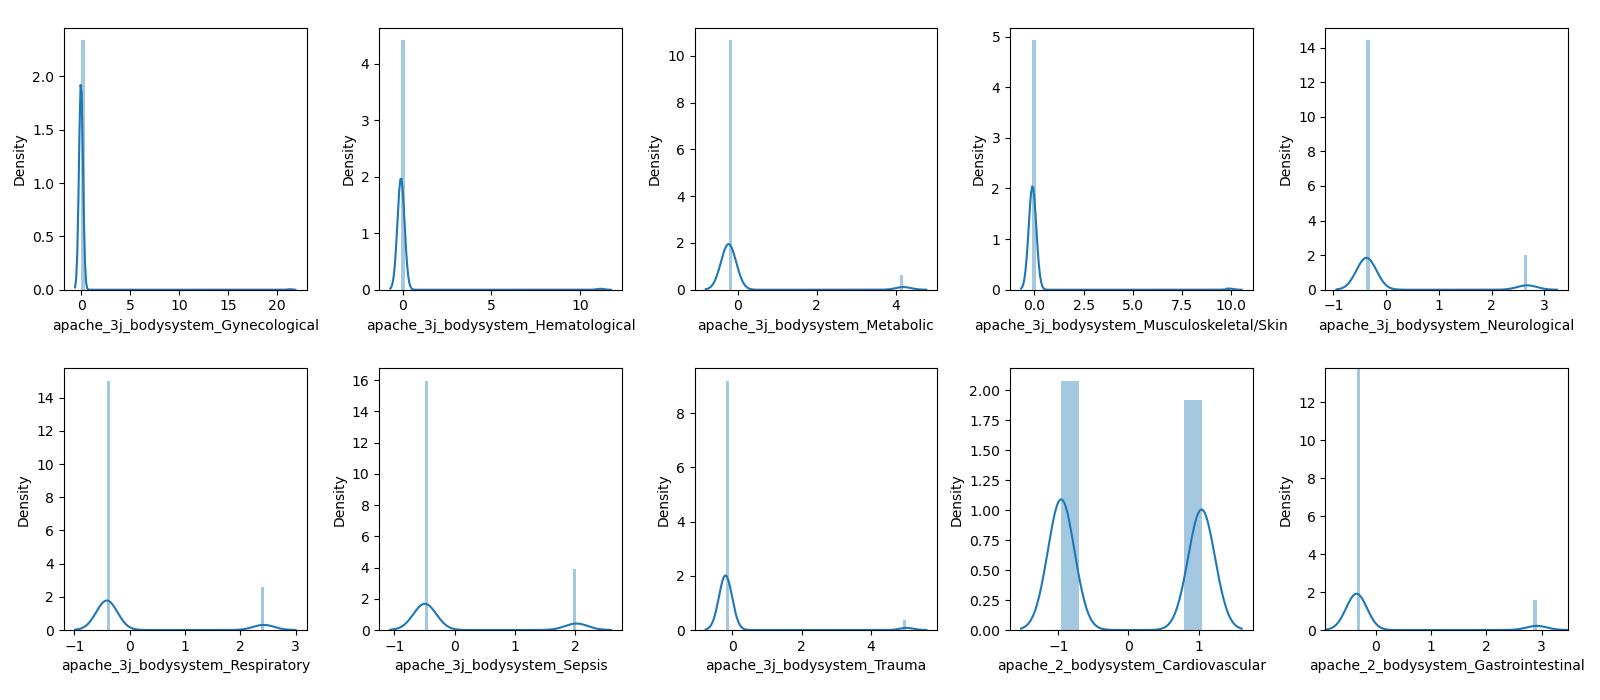 Density
2.0
1.5
1.0
0.5
0.0
0 5 10 15 20
apache_3j_bodysystem_Gynecological
Density
4
3
2
1
0
0 5 10
apache_3j_bodysystem_Hematological
Density
10
8
6
4
2
0
0 2 4
apache_3j_bodysystem_Metabolic
Density
5
4
3
2
1
0
0.0 2.5 5.0 7.5 10.0
apache_3j_bodysystem_Musculoskeletal/Skin
Density
14
12
10
8
6
4
2
0
−1 0 1 2 3
apache_3j_bodysystem_Neurological
Density
14
12
10
8
6
4
2
0
−1 0 1 2 3
apache_3j_bodysystem_Respiratory
Density
16
14
12
10
8
6
4
2
0
−1 0 1 2
apache_3j_bodysystem_Sepsis
Density
8
6
4
2
0
0 2 4
apache_3j_bodysystem_Trauma
Density
2.00
1.75
1.50
1.25
1.00
0.75
0.50
0.25
0.00
−1 0 1
apache_2_bodysystem_Cardiovascular
Density
12
10
8
6
4
2
0
0 1 2 3
apache_2_bodysystem_Gastrointestinal